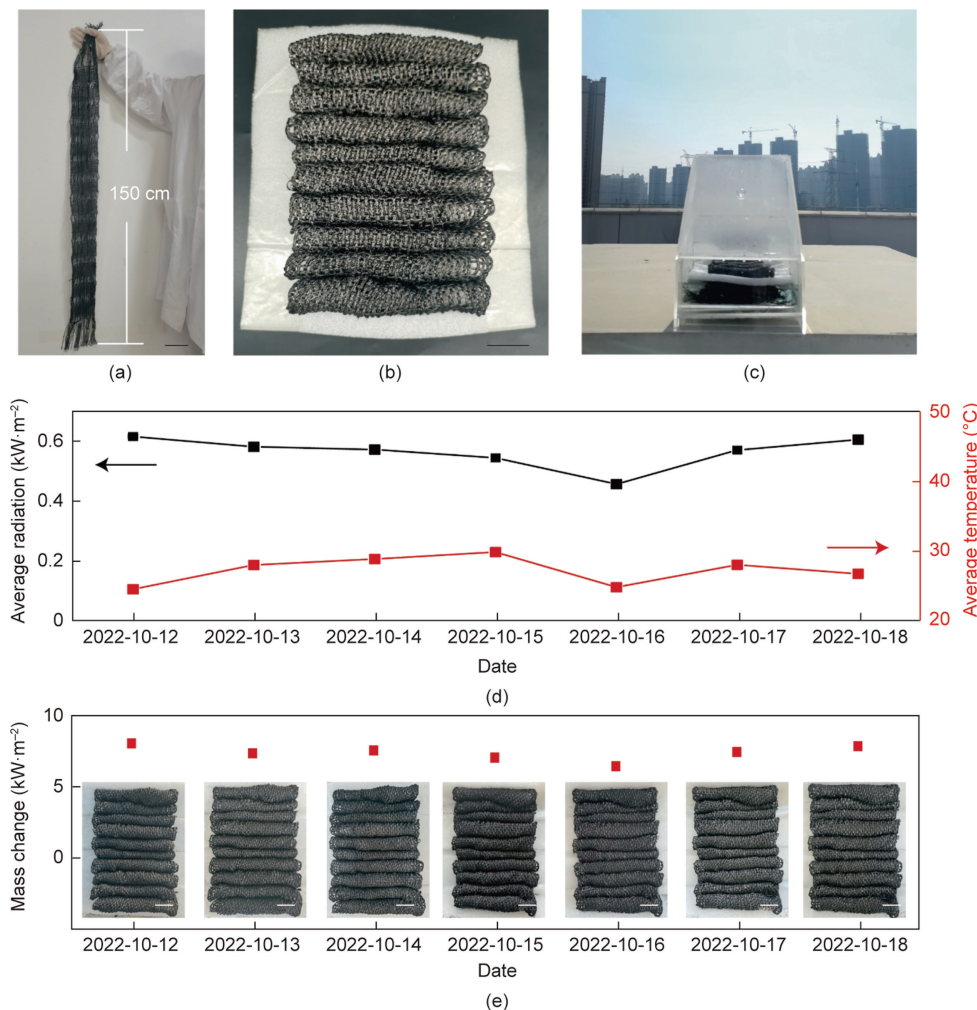 150 cm
(a)
(b)
(c)
Average radiation (kW·m⁻²)
0.6
0.4
0.2
0
50
40
30
20
Average temperature (°C)
2022-10-12 2022-10-13 2022-10-14 2022-10-15 2022-10-16 2022-10-17 2022-10-18
Date
(d)
Mass change (kW·m⁻²)
10
5
0
2022-10-12 2022-10-13 2022-10-14 2022-10-15 2022-10-16 2022-10-17 2022-10-18
Date
(e)